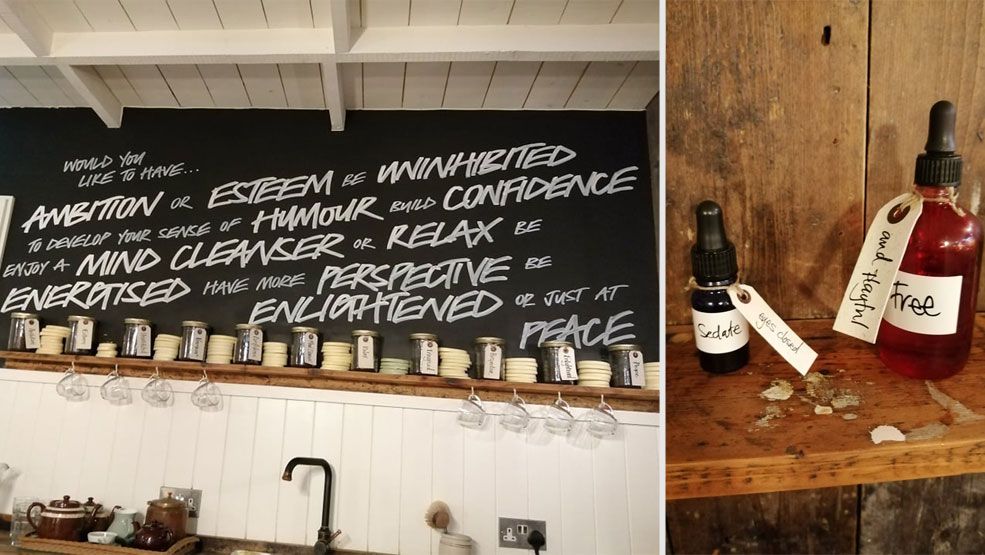 WOULD YOU
LIKE TO HAVE...
AMBITION OR ESTEEM BE UNINHIBITED
TO DEVELOP YOUR SENSE OF HUMOUR BUILD CONFIDENCE
ENJOY A MIND CLEANSER OR RELAX BE
ENERGISED HAVE MORE PERSPECTIVE BE
ENLIGHTENED OR JUST AT
PEACE
Sedate
eyes closed
and Playful
Free